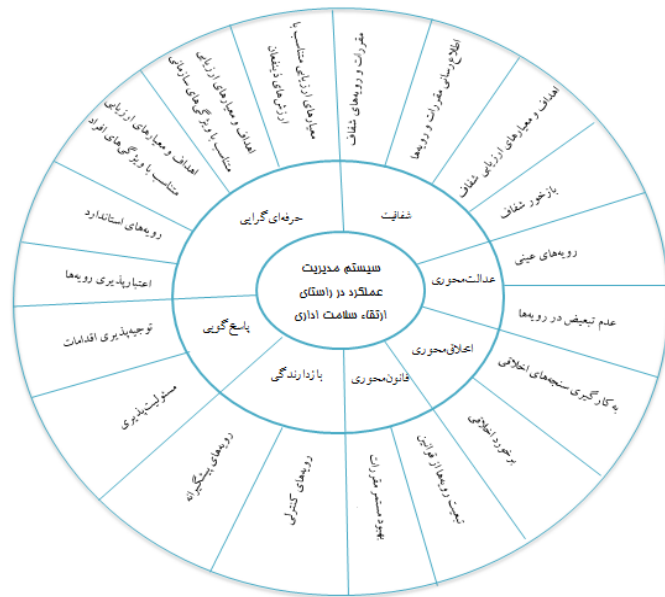 سیستم مدیریت
عملکرد در راستای
ارتقاء سلامت اداری
شفافیت
عدالت‌محوری
اخلاق‌محوری
قانون‌محوری
بازدارندگی
پاسخ‌گویی
حرفه‌ای‌گرایی
مقررات و رویه‌های شفاف
اطلاع‌رسانی مقررات و رویه‌ها
اهداف و معیارهای ارزیابی شفاف
بازخور شفاف
رویه‌های عینی
عدم تبعیض در رویه‌ها
به کارگیری سنجه‌های اخلاقی
برخورد اخلاقی
تبعیت رویه‌ها از قوانین
بهبود مستمر مقررات
رویه‌های کنترلی
رویه‌های پیشگیرانه
مسئولیت‌پذیری
توجیه‌پذیری اقدامات
اعتبارپذیری رویه‌ها
رویه‌های استاندارد
اهداف و معیارهای ارزیابی
متناسب با ویژگی‌های افراد
اهداف و معیارهای ارزیابی
متناسب با ویژگی‌های سازمانی
معیارهای ارزیابی متناسب با
ارزش‌های ذینفعان